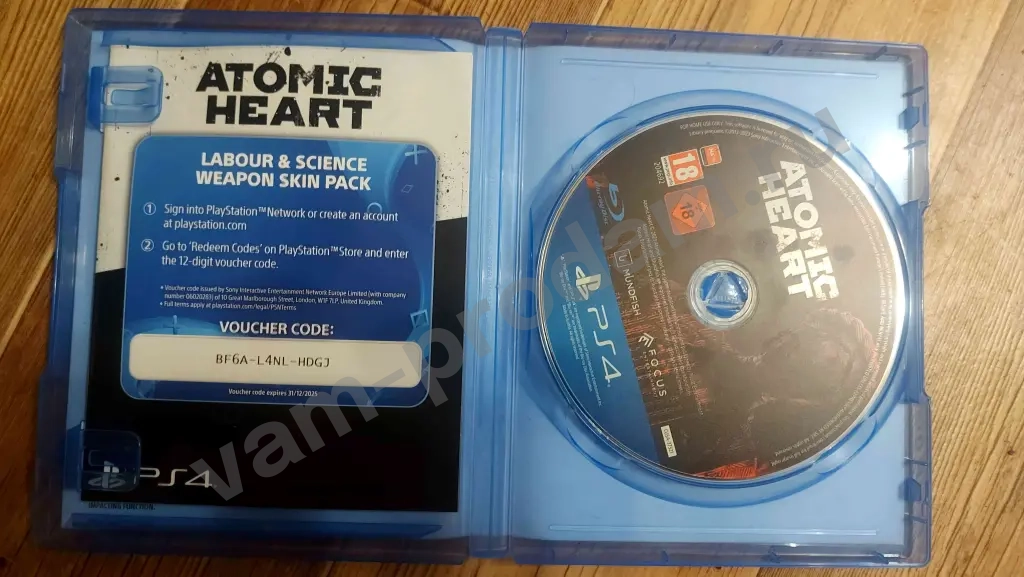 ATOMIC
HEART
LABOUR & SCIENCE
WEAPON SKIN PACK
1 Sign into PlayStation™Network or create an account
at playstation.com
2 Go to 'Redeem Codes' on PlayStation™Store and enter
the 12-digit voucher code.
• Voucher code issued by Sony Interactive Entertainment Network Europe Limited (with company
number 06020283) of 10 Great Marlborough Street, London, W1F 7LP, United Kingdom.
• Full terms apply at playstation.com/legal/PSNTerms
VOUCHER CODE:
BF6A-L4NL-HDGJ
Voucher code expires 31/12/2025
PS4
IMPACTING FUNCTION.
ATOMIC
HEART
18
18
MUNDFISH
FOCUS
PS4
vam-prodam